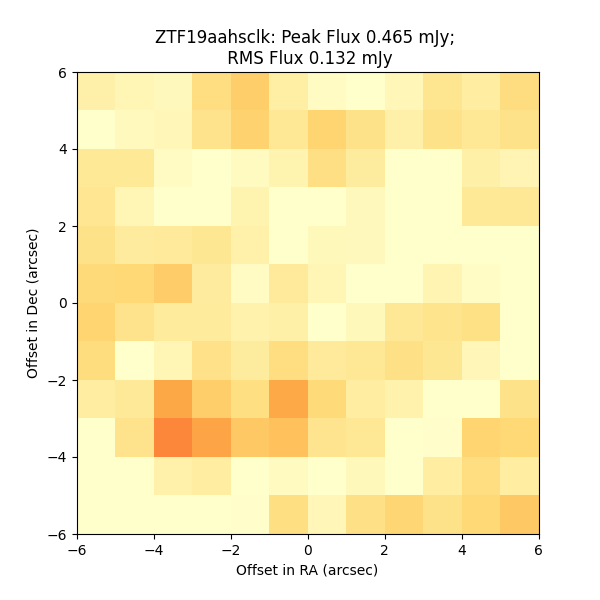 ZTF19aahsclk: Peak Flux 0.465 mJy;
RMS Flux 0.132 mJy
6
4
2
0
−2
−4
−6
Offset in Dec (arcsec)
−6 −4 −2 0 2 4 6
Offset in RA (arcsec)